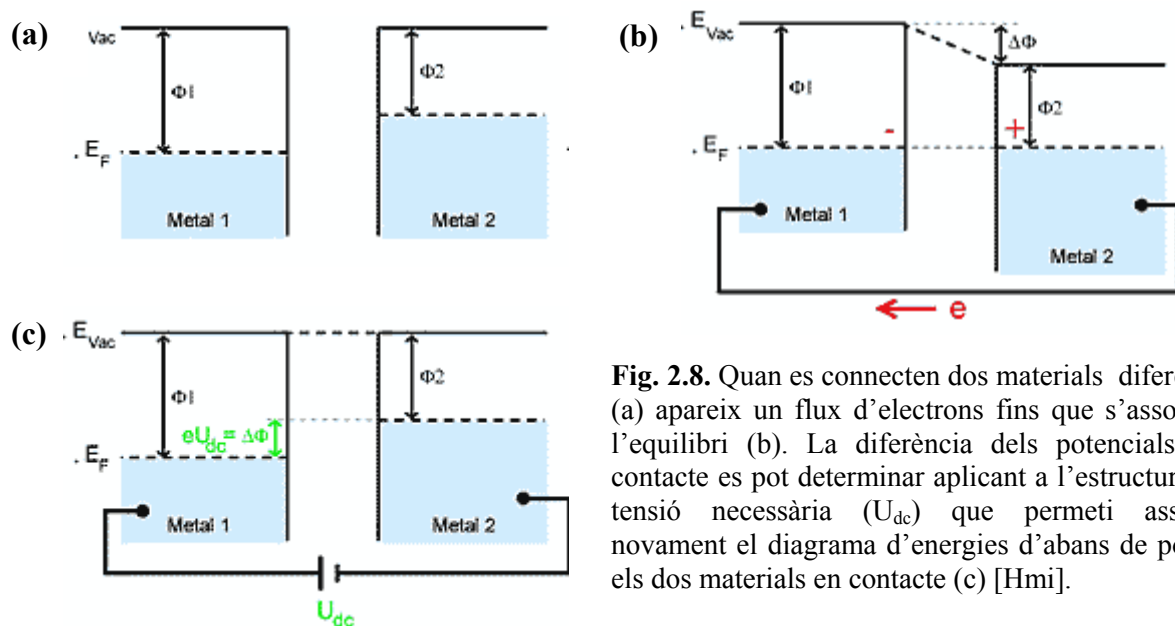 (a)
Vac
Φ1
Φ2
E_F
Metal 1
Metal 2
(b)
E_Vac
ΔΦ
Φ1
Φ2
-
+
E_F
Metal 1
Metal 2
e
(c)
E_Vac
Φ1
Φ2
eU_dc = ΔΦ
E_F
Metal 1
Metal 2
U_dc
Fig. 2.8. Quan es connecten dos materials difere
(a) apareix un flux d’electrons fins que s’asso
l’equilibri (b). La diferència dels potencials
contacte es pot determinar aplicant a l’estructur
tensió necessària (U_dc) que permeti ass
novament el diagrama d’energies d’abans de po
els dos materials en contacte (c) [Hmi].